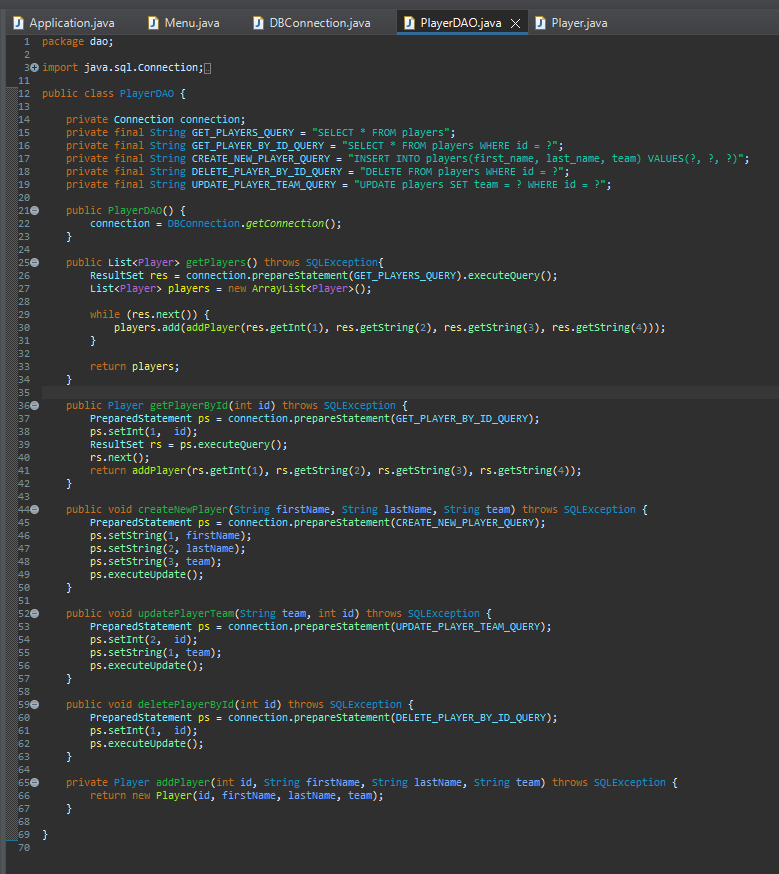 Application.java Menu.java DBConnection.java PlayerDAO.java Player.java
1 package dao;
2
3 import java.sql.Connection;
11
12 public class PlayerDAO {
13
14 private Connection connection;
15 private final String GET_PLAYERS_QUERY = "SELECT * FROM players";
16 private final String GET_PLAYER_BY_ID_QUERY = "SELECT * FROM players WHERE id = ?";
17 private final String CREATE_NEW_PLAYER_QUERY = "INSERT INTO players(first_name, last_name, team) VALUES(?, ?, ?)";
18 private final String DELETE_PLAYER_BY_ID_QUERY = "DELETE FROM players WHERE id = ?";
19 private final String UPDATE_PLAYER_TEAM_QUERY = "UPDATE players SET team = ? WHERE id = ?";
20
21 public PlayerDAO() {
22 connection = DBConnection.getConnection();
23 }
24
25 public List<Player> getPlayers() throws SQLException{
26 ResultSet res = connection.prepareStatement(GET_PLAYERS_QUERY).executeQuery();
27 List<Player> players = new ArrayList<Player>();
28
29 while (res.next()) {
30 players.add(addPlayer(res.getInt(1), res.getString(2), res.getString(3), res.getString(4)));
31 }
32
33 return players;
34 }
35
36 public Player getPlayerById(int id) throws SQLException {
37 PreparedStatement ps = connection.prepareStatement(GET_PLAYER_BY_ID_QUERY);
38 ps.setInt(1,  id);
39 ResultSet rs = ps.executeQuery();
40 rs.next();
41 return addPlayer(rs.getInt(1), rs.getString(2), rs.getString(3), rs.getString(4));
42 }
43
44 public void createNewPlayer(String firstName, String lastName, String team) throws SQLException {
45 PreparedStatement ps = connection.prepareStatement(CREATE_NEW_PLAYER_QUERY);
46 ps.setString(1, firstName);
47 ps.setString(2, lastName);
48 ps.setString(3, team);
49 ps.executeUpdate();
50 }
51
52 public void updatePlayerTeam(String team, int id) throws SQLException {
53 PreparedStatement ps = connection.prepareStatement(UPDATE_PLAYER_TEAM_QUERY);
54 ps.setInt(2,  id);
55 ps.setString(1, team);
56 ps.executeUpdate();
57 }
58
59 public void deletePlayerById(int id) throws SQLException {
60 PreparedStatement ps = connection.prepareStatement(DELETE_PLAYER_BY_ID_QUERY);
61 ps.setInt(1,  id);
62 ps.executeUpdate();
63 }
64
65 private Player addPlayer(int id, String firstName, String lastName, String team) throws SQLException {
66 return new Player(id, firstName, lastName, team);
67 }
68
69 }
70